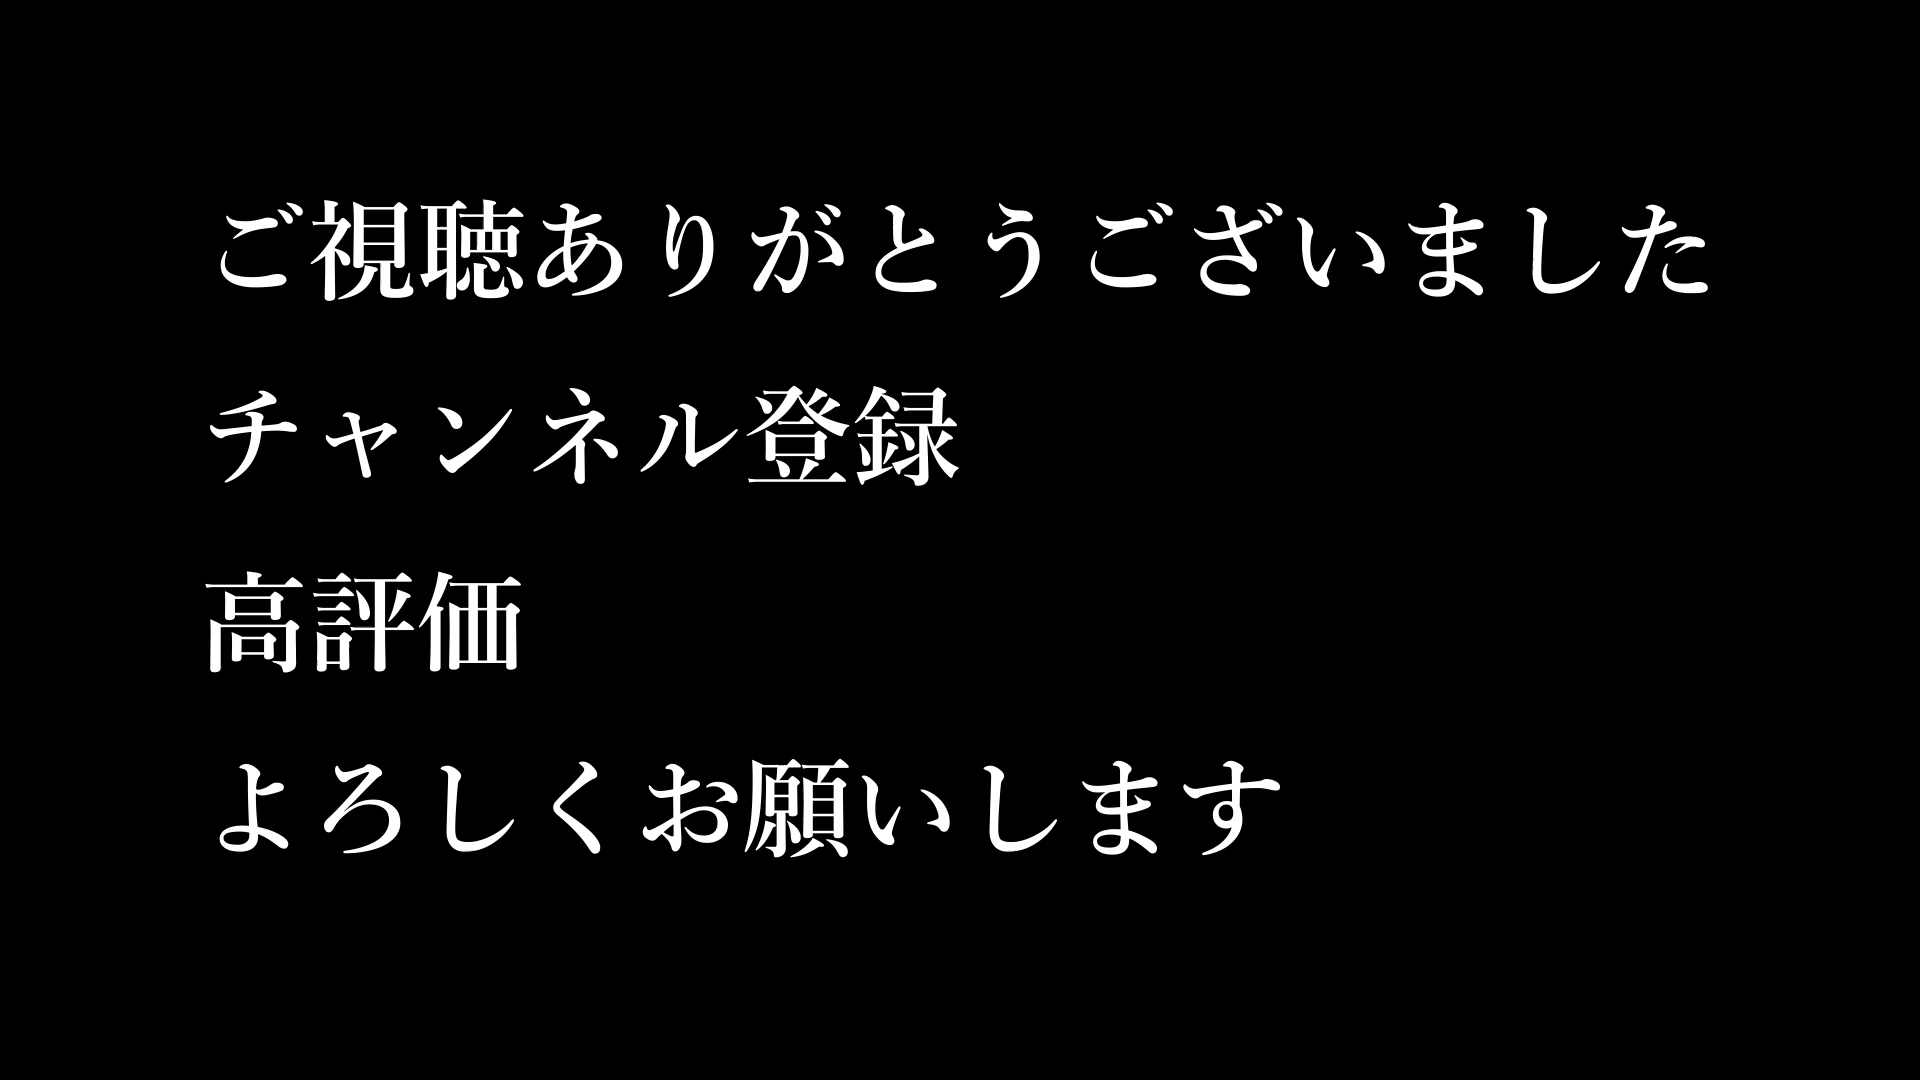 ご視聴ありがとうございました
チャンネル登録
高評価
よろしくお願いします